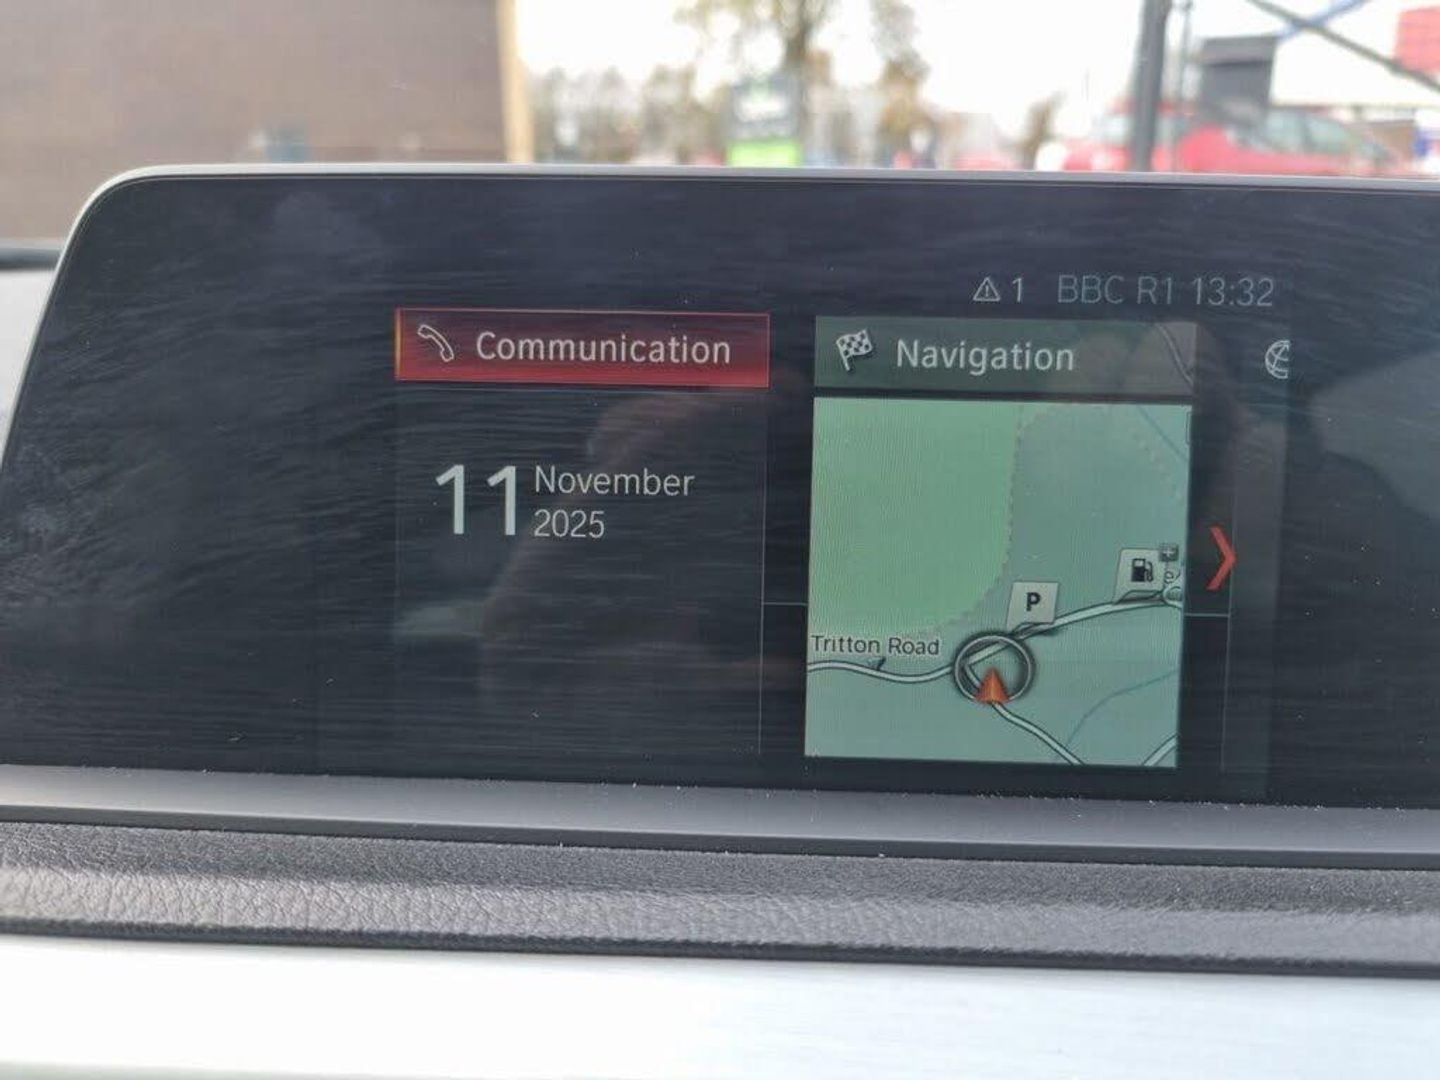 1 BBC R1 13:32
Communication
Navigation
11 November
2025
P
Tritton Road